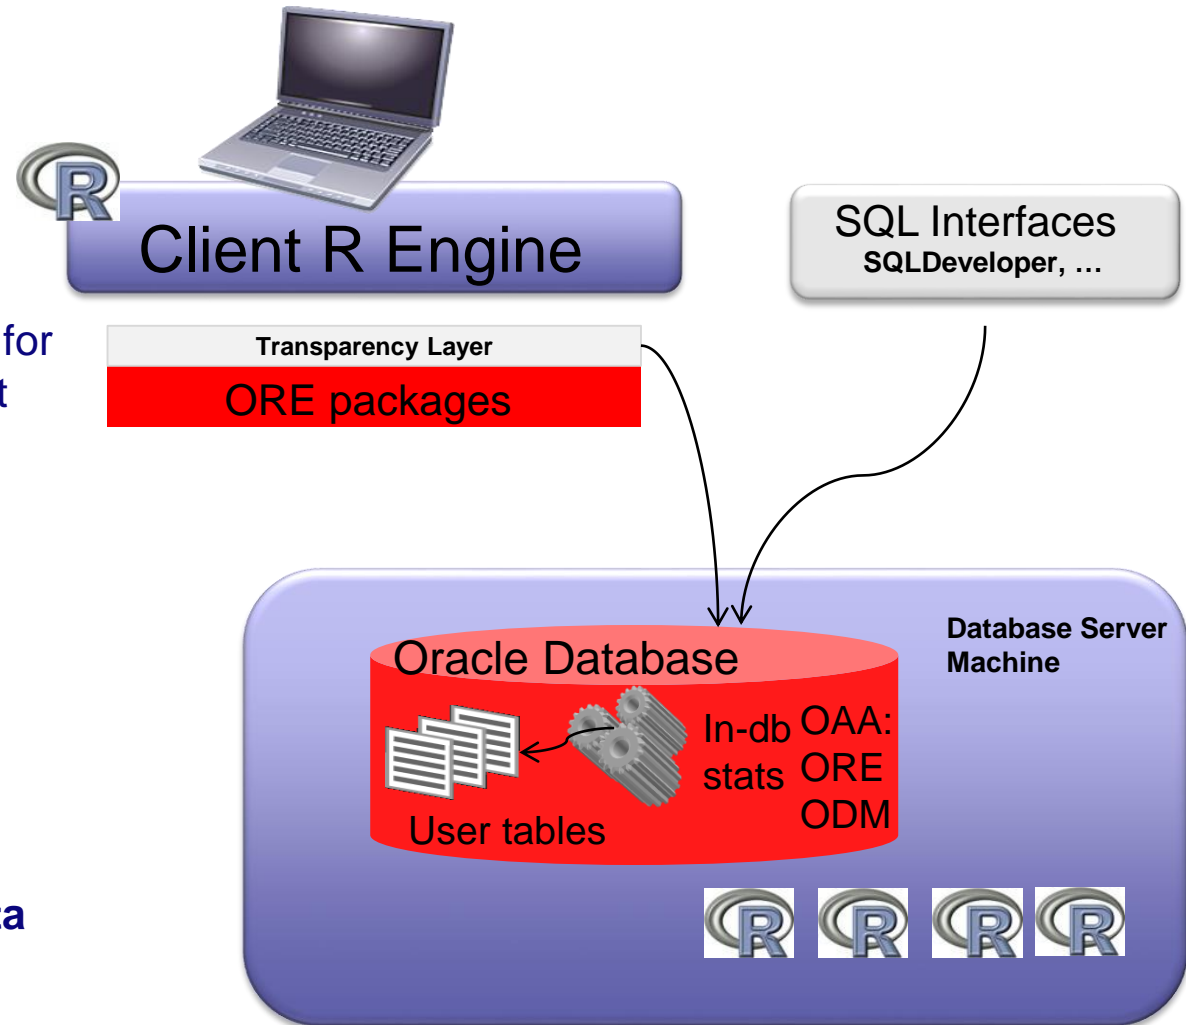 R
Client R Engine
SQL Interfaces
SQLDeveloper, …
for
t
Transparency Layer
ORE packages
Database Server
Machine
Oracle Database
In-db
stats
OAA:
ORE
ODM
User tables
ta
R R R R